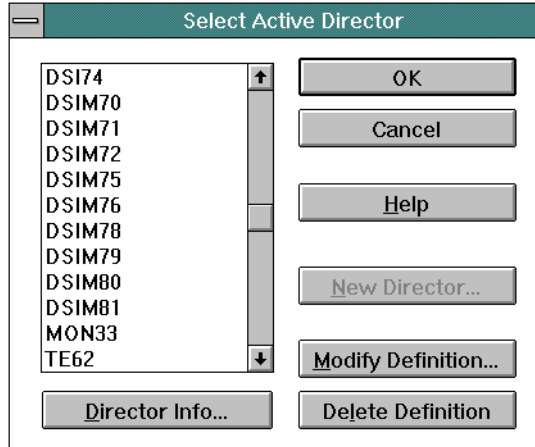 Select Active Director
DSI74
DSIM70
DSIM71
DSIM72
DSIM75
DSIM76
DSIM78
DSIM79
DSIM80
DSIM81
MON33
TE62
OK
Cancel
Help
New Director...
Modify Definition...
Director Info...
Delete Definition